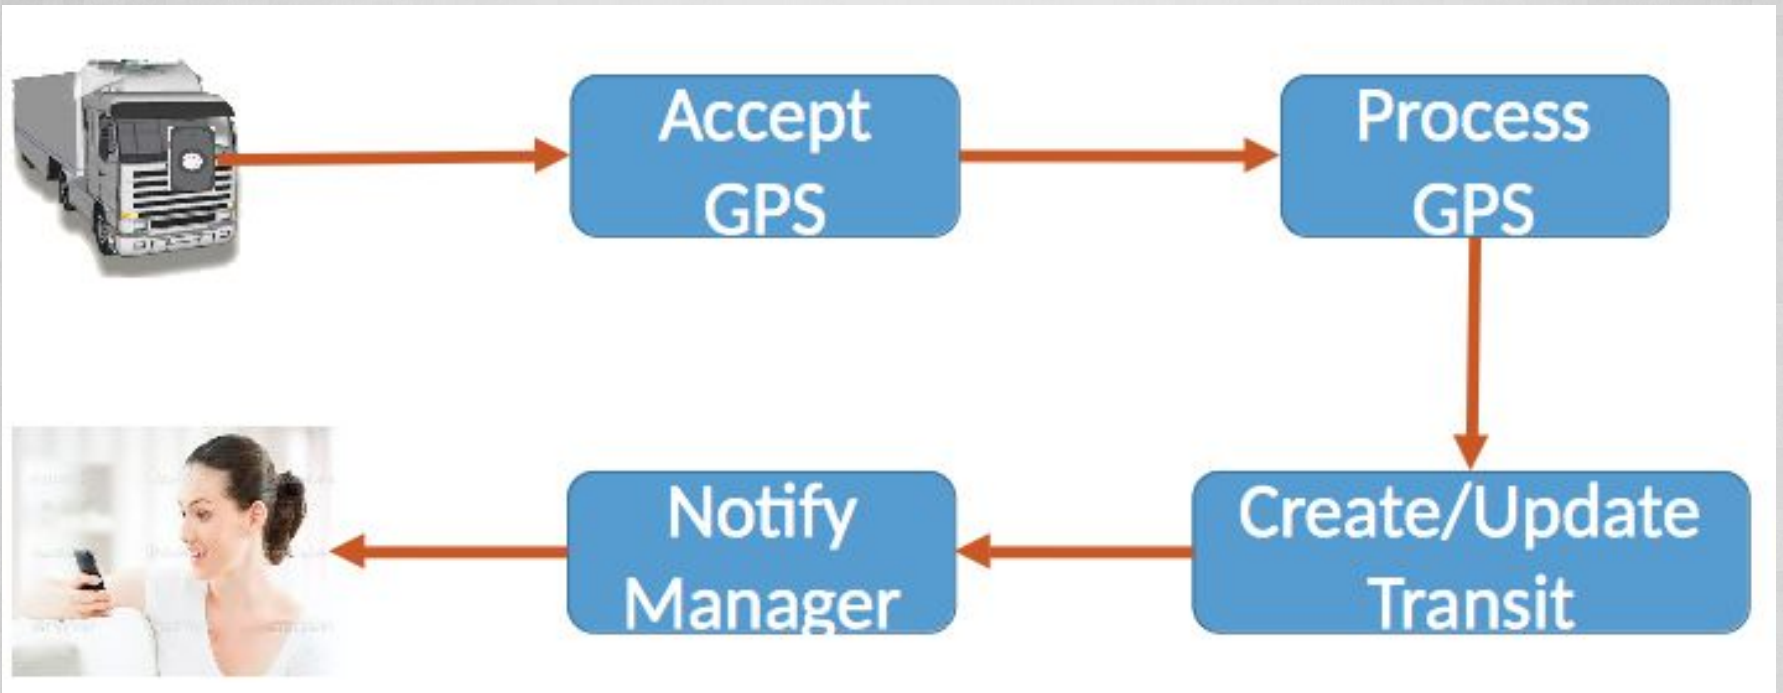 Accept
GPS
Process
GPS
Create/Update
Transit
Notify
Manager